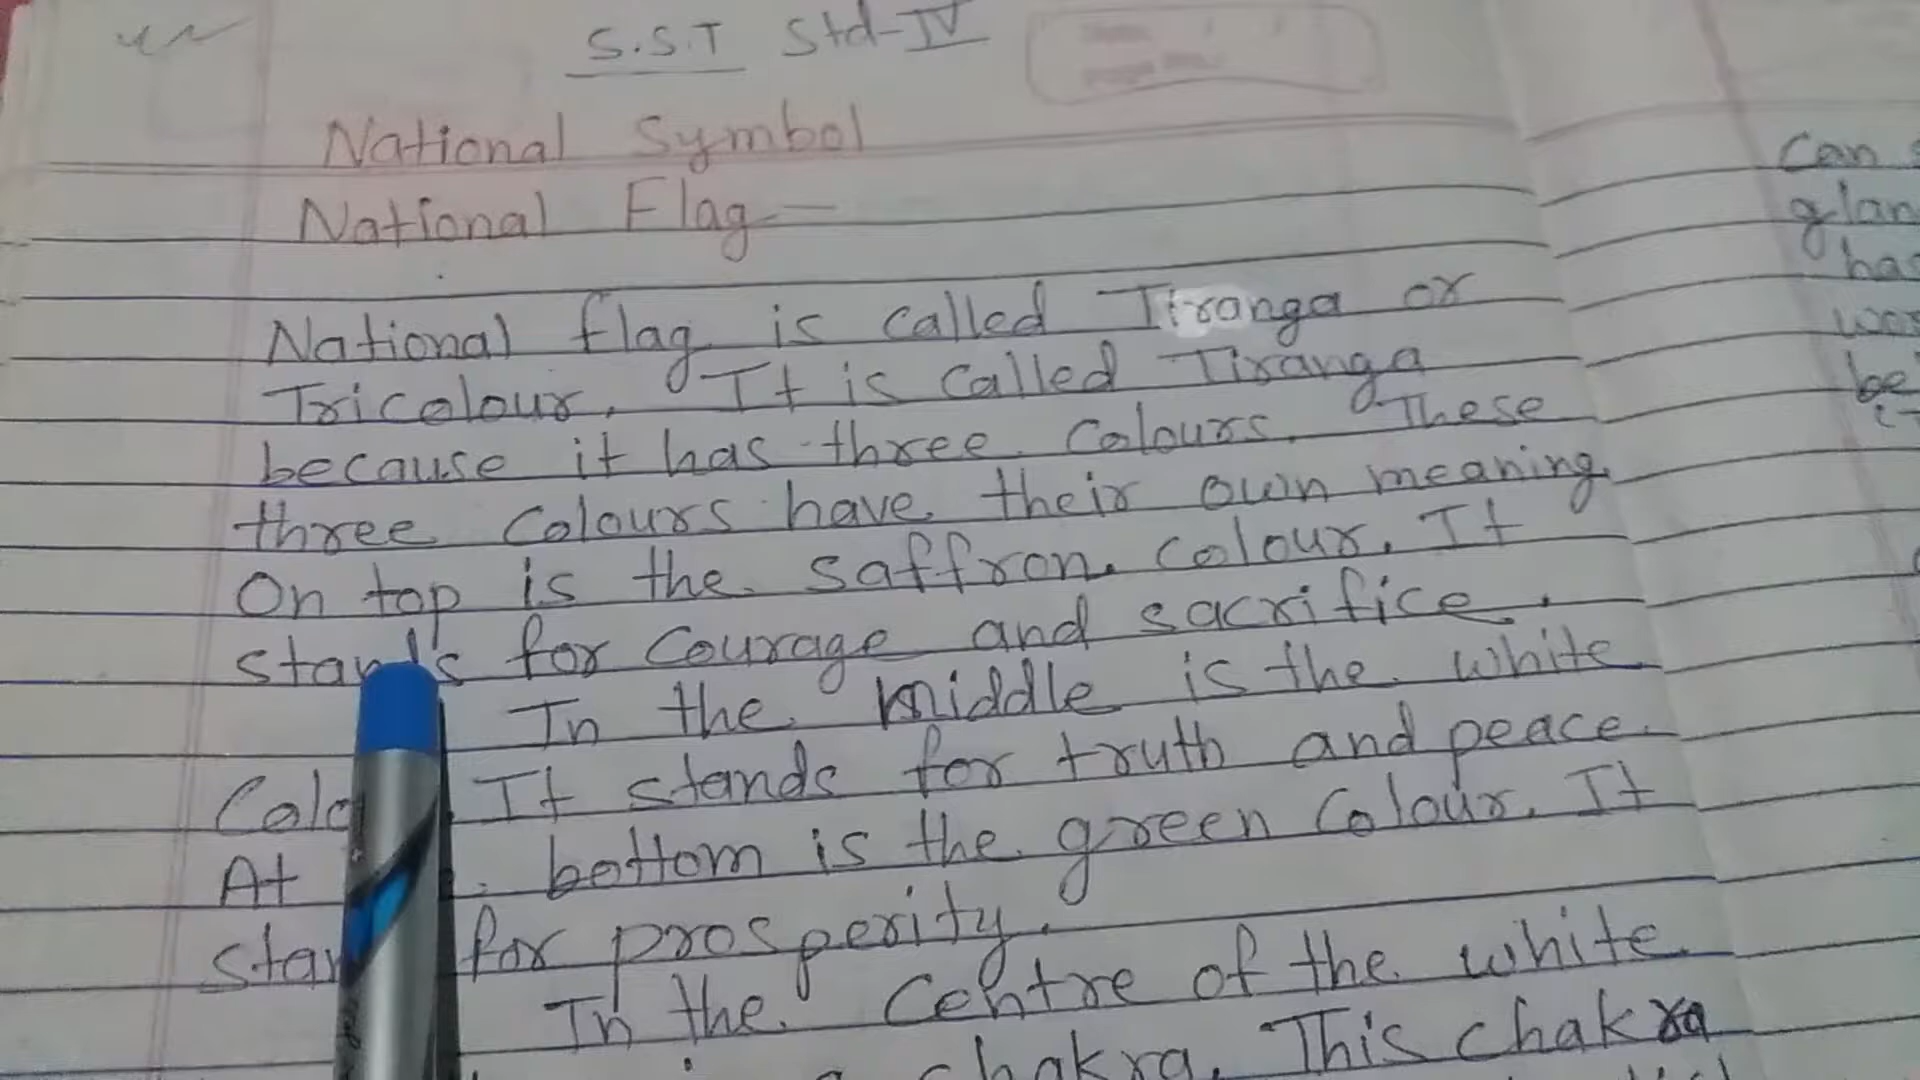 S.S.T Std-IV
National Symbol
National Flag -
National flag is called Tiranga or
Tricolour. It is called Tiranga
because it has three colours. These
three colours have their own meaning.
On top is the saffron colour. It
stands for courage and sacrifice.
In the middle is the white
It stands for truth and peace.
At bottom is the green colour. It
for prosperity.
In the centre of the white
chakra. This chakra
can